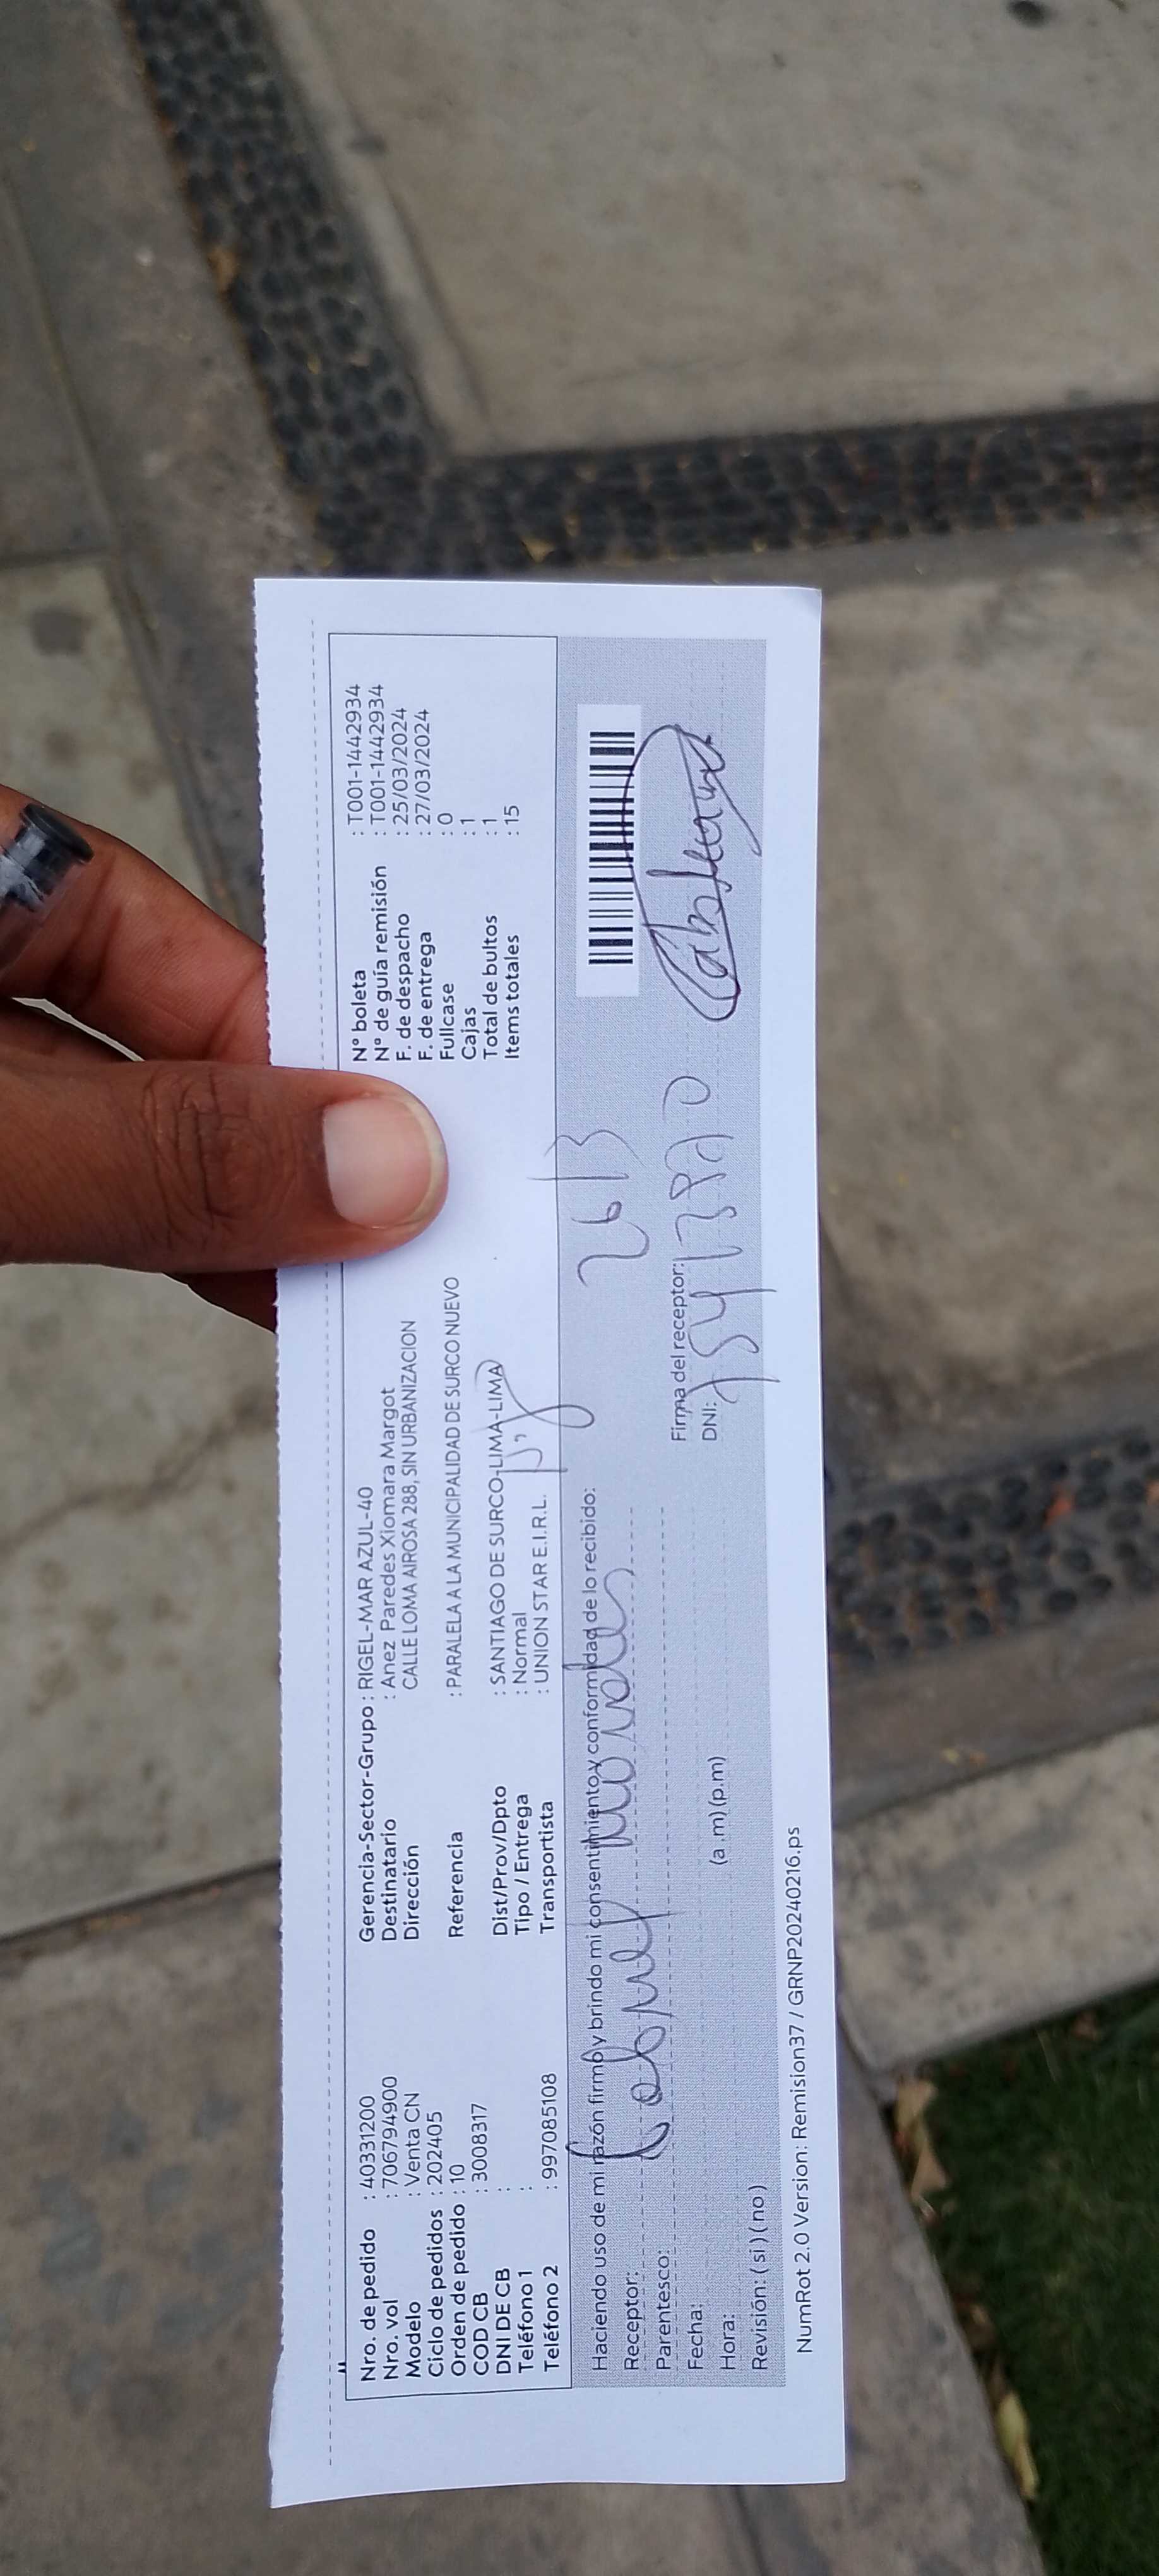 Nro. de pedido : 40331200
Nro. vol : 706794900
Modelo : Venta CN
Ciclo de pedidos : 202405
Orden de pedido : 10
COD CB : 3008317
DNI DE CB :
Teléfono 1 :
Teléfono 2 : 997085108
Gerencia-Sector-Grupo : RIGEL-MAR AZUL-40
Destinatario : Anez Paredes Xiomara Margot
Dirección CALLE LOMA AIROSA 288, SIN URBANIZACION
Referencia : PARALELA A LA MUNICIPALIDAD DE SURCO NUEVO
Dist/Prov/Dpto : SANTIAGO DE SURCO-LIMA-LIMA
Tipo / Entrega : Normal
Transportista : UNION STAR E.I.R.L.
N° boleta : T001-1442934
N° de guía remisión : T001-1442934
F. de despacho : 25/03/2024
F. de entrega : 27/03/2024
Fullcase : 0
Cajas : 1
Total de bultos : 1
Items totales : 15
Haciendo uso de mi razón firmo y brindo mi consentimiento y conformidad de lo recibido:
26/3
Receptor:
Parentesco:
Fecha:
Hora: (a.m) (p.m)
Revisión: ( si ) ( no )
Firma del receptor:
DNI:
NumRot 2.0 Version: Remision37 / GRNP20240216.ps